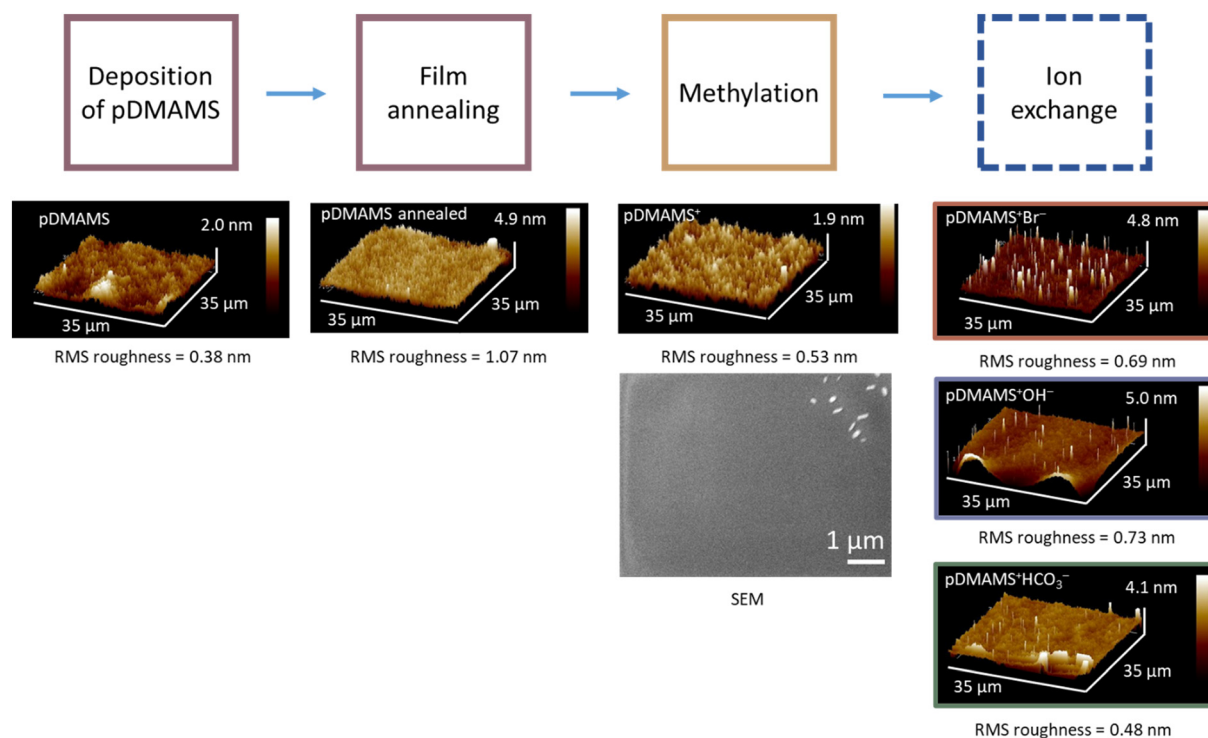 Deposition
of pDMAMS
Film
annealing
Methylation
Ion
exchange
pDMAMS
2.0 nm
35 µm
35 µm
RMS roughness = 0.38 nm
pDMAMS annealed
4.9 nm
35 µm
35 µm
RMS roughness = 1.07 nm
pDMAMS⁺
1.9 nm
35 µm
35 µm
RMS roughness = 0.53 nm
1 µm
SEM
pDMAMS⁺Br⁻
4.8 nm
35 µm
35 µm
RMS roughness = 0.69 nm
pDMAMS⁺OH⁻
5.0 nm
35 µm
35 µm
RMS roughness = 0.73 nm
pDMAMS⁺HCO₃⁻
4.1 nm
35 µm
35 µm
RMS roughness = 0.48 nm